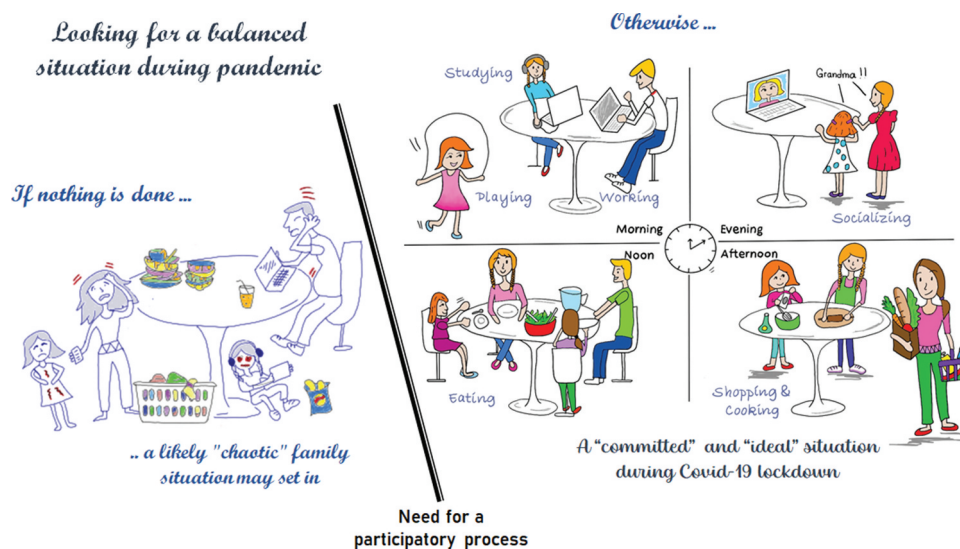 Looking for a balanced
situation during pandemic
If nothing is done ...
.. a likely "chaotic" family
situation may set in
Need for a
participatory process
Otherwise ...
Studying
Playing
Working
Morning
Grandma !!
Socializing
Evening
Noon
Eating
Afternoon
Shopping &
Cooking
A “committed” and “ideal” situation
during Covid-19 lockdown